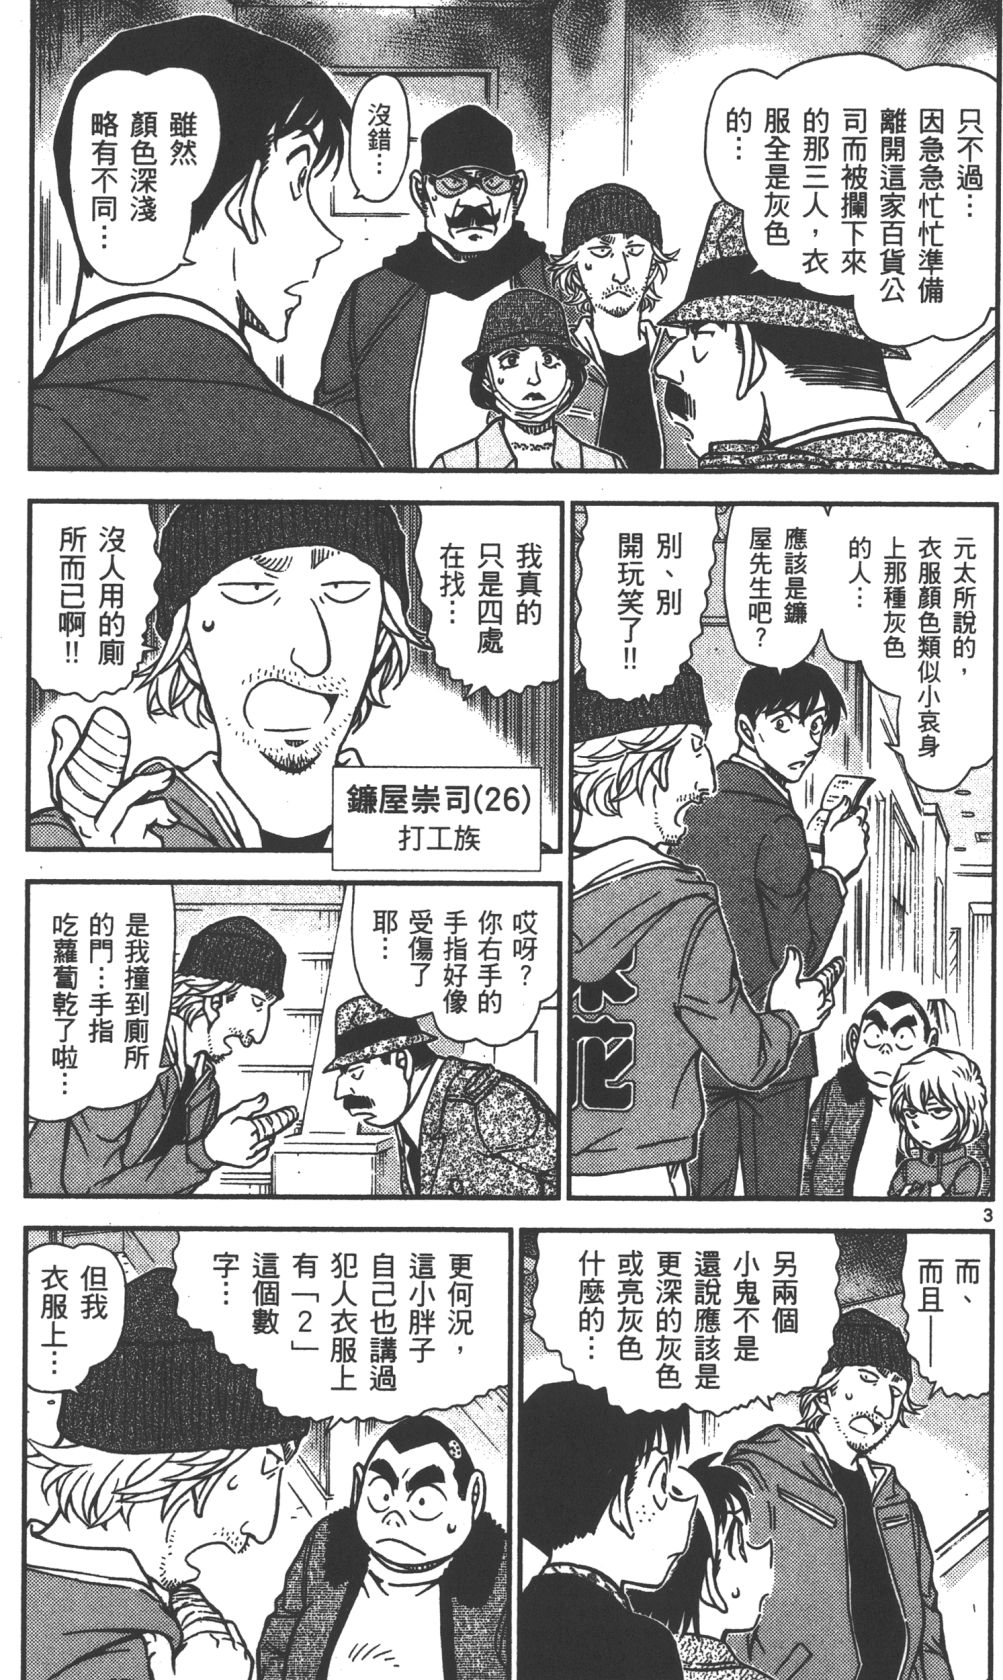 只不過…
因急急忙忙準備
離開這家百貨公
司而被攔下來
的那三人，衣
服全是灰色
的…
沒錯…
雖然
顏色深淺
略有不同…
元太所說的，
衣服顏色類似小哀身
上那種灰色
的人…
應該是鐮
屋先生吧？
別、別
開玩笑了!!
我真的
只是四處
在找…
沒人用的廁
所而已啊!!
鐮屋崇司(26)
打工族
哎呀？
你右手的
手指好像
受傷了
耶…
是我撞到廁所
的門…手指
吃蘿蔔乾了啦…
3
而、
而且—
另兩個
小鬼不是
還說應該是
更深的灰色
或亮灰色
什麼的…
更何況，
這小胖子
自己也講過
犯人衣服上
有「2」
這個數
字…
但我
衣服上…